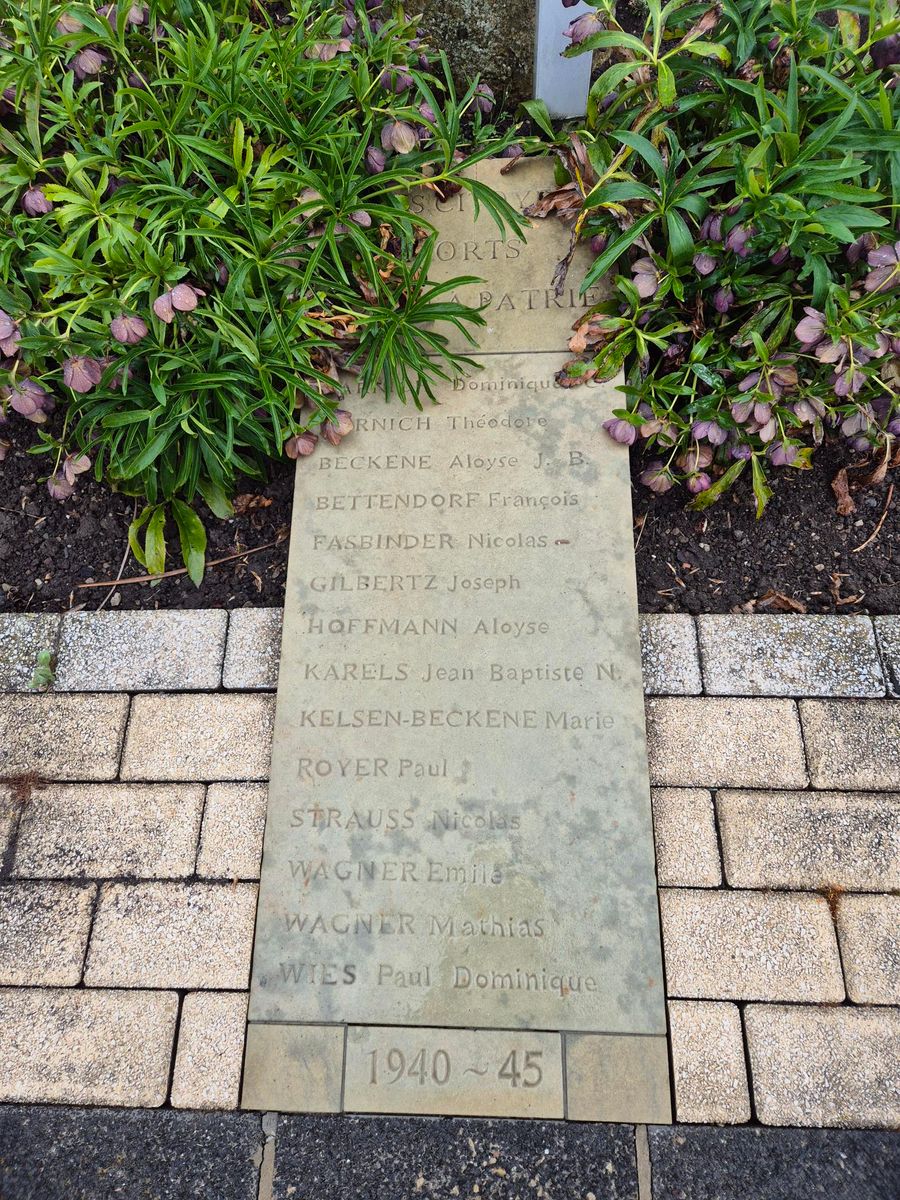 ORTS
APATRIE
Dominique
RNICH Théodore
BECKENE Aloyse J. B.
BETTENDORF François
FASBINDER Nicolas
GILBERTZ Joseph
HOFFMANN Aloyse
KARELS Jean Baptiste N.
KELSEN-BECKENE Marie
ROYER Paul
STRAUSS Nicolas
WAGNER Emile
WAGNER Mathias
WIES Paul Dominique
1940 ~ 45